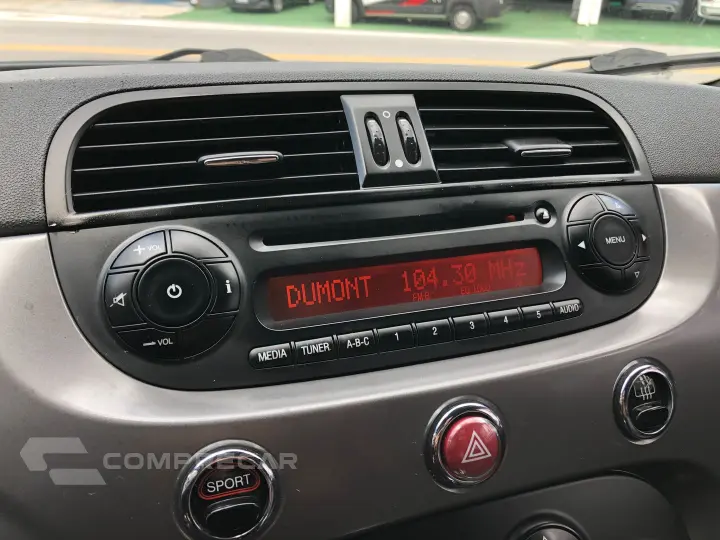 + VOL
MENU
DUMONT 104.30 MHz
i
- VOL
MEDIA TUNER A-B-C 1 2 3 4 5 AUDIO
COMPRECAR
SPORT